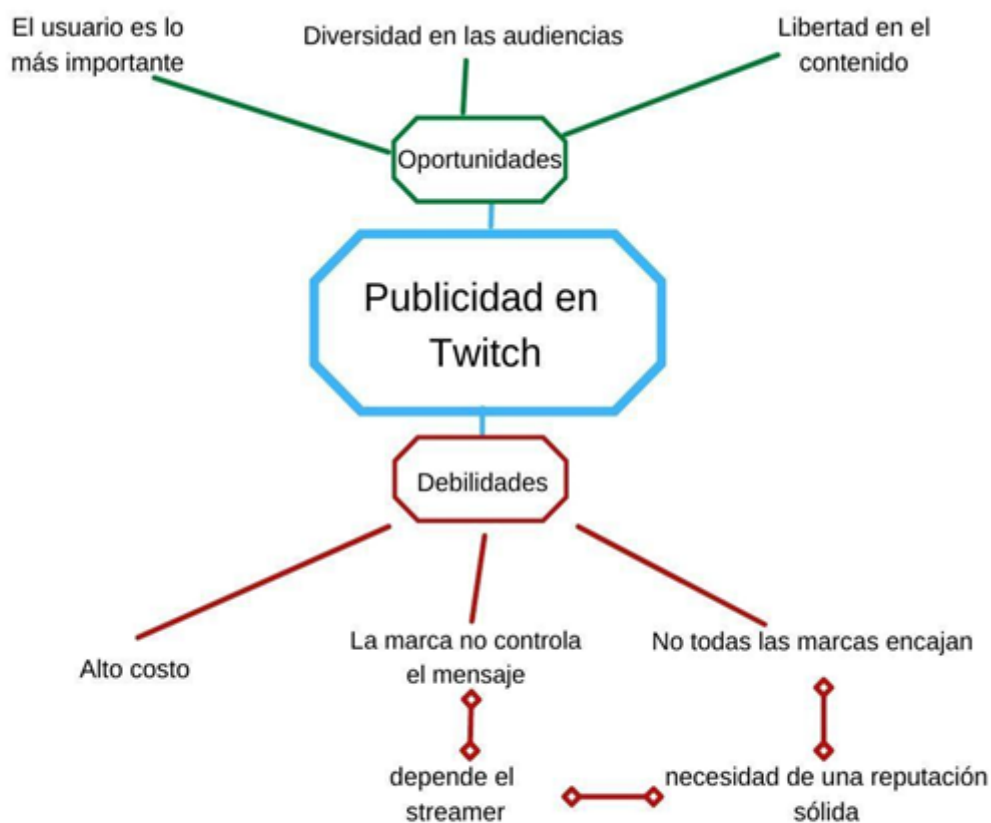 El usuario es lo
más importante
Diversidad en las audiencias
Libertad en el
contenido
Oportunidades
Publicidad en
Twitch
Debilidades
Alto costo
La marca no controla
el mensaje
No todas las marcas encajan
depende el
streamer
necesidad de una reputación
sólida